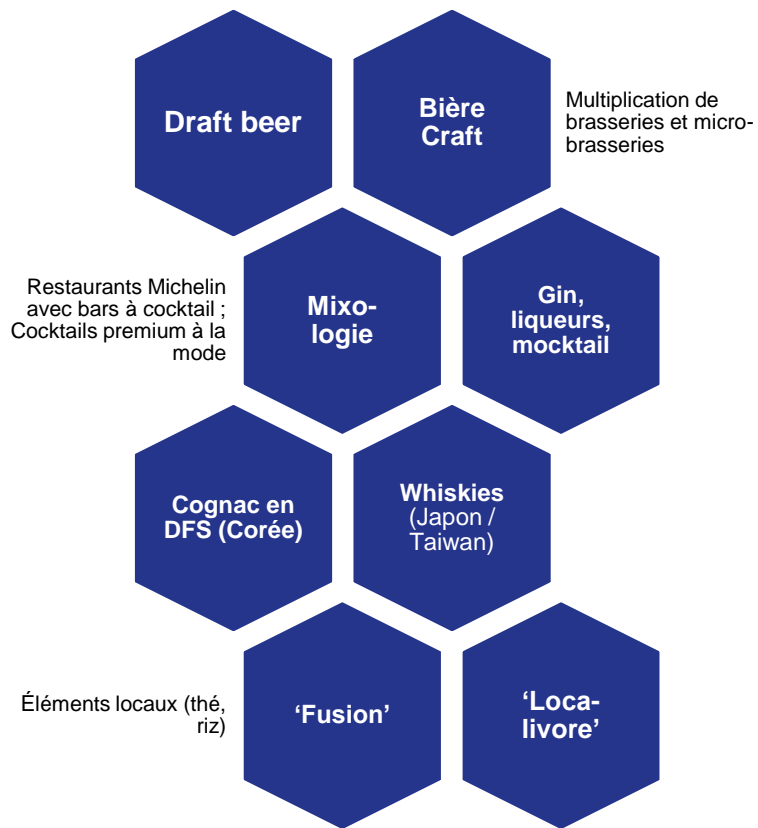 Draft beer
Bière
Craft
Multiplication de
brasseries et micro-
brasseries
Restaurants Michelin
avec bars à cocktail ;
Cocktails premium à la
mode
Mixo-
logie
Gin,
liqueurs,
mocktail
Cognac en
DFS (Corée)
Whiskies
(Japon /
Taiwan)
Éléments locaux (thé,
riz)
‘Fusion’
‘Loca-
livore’